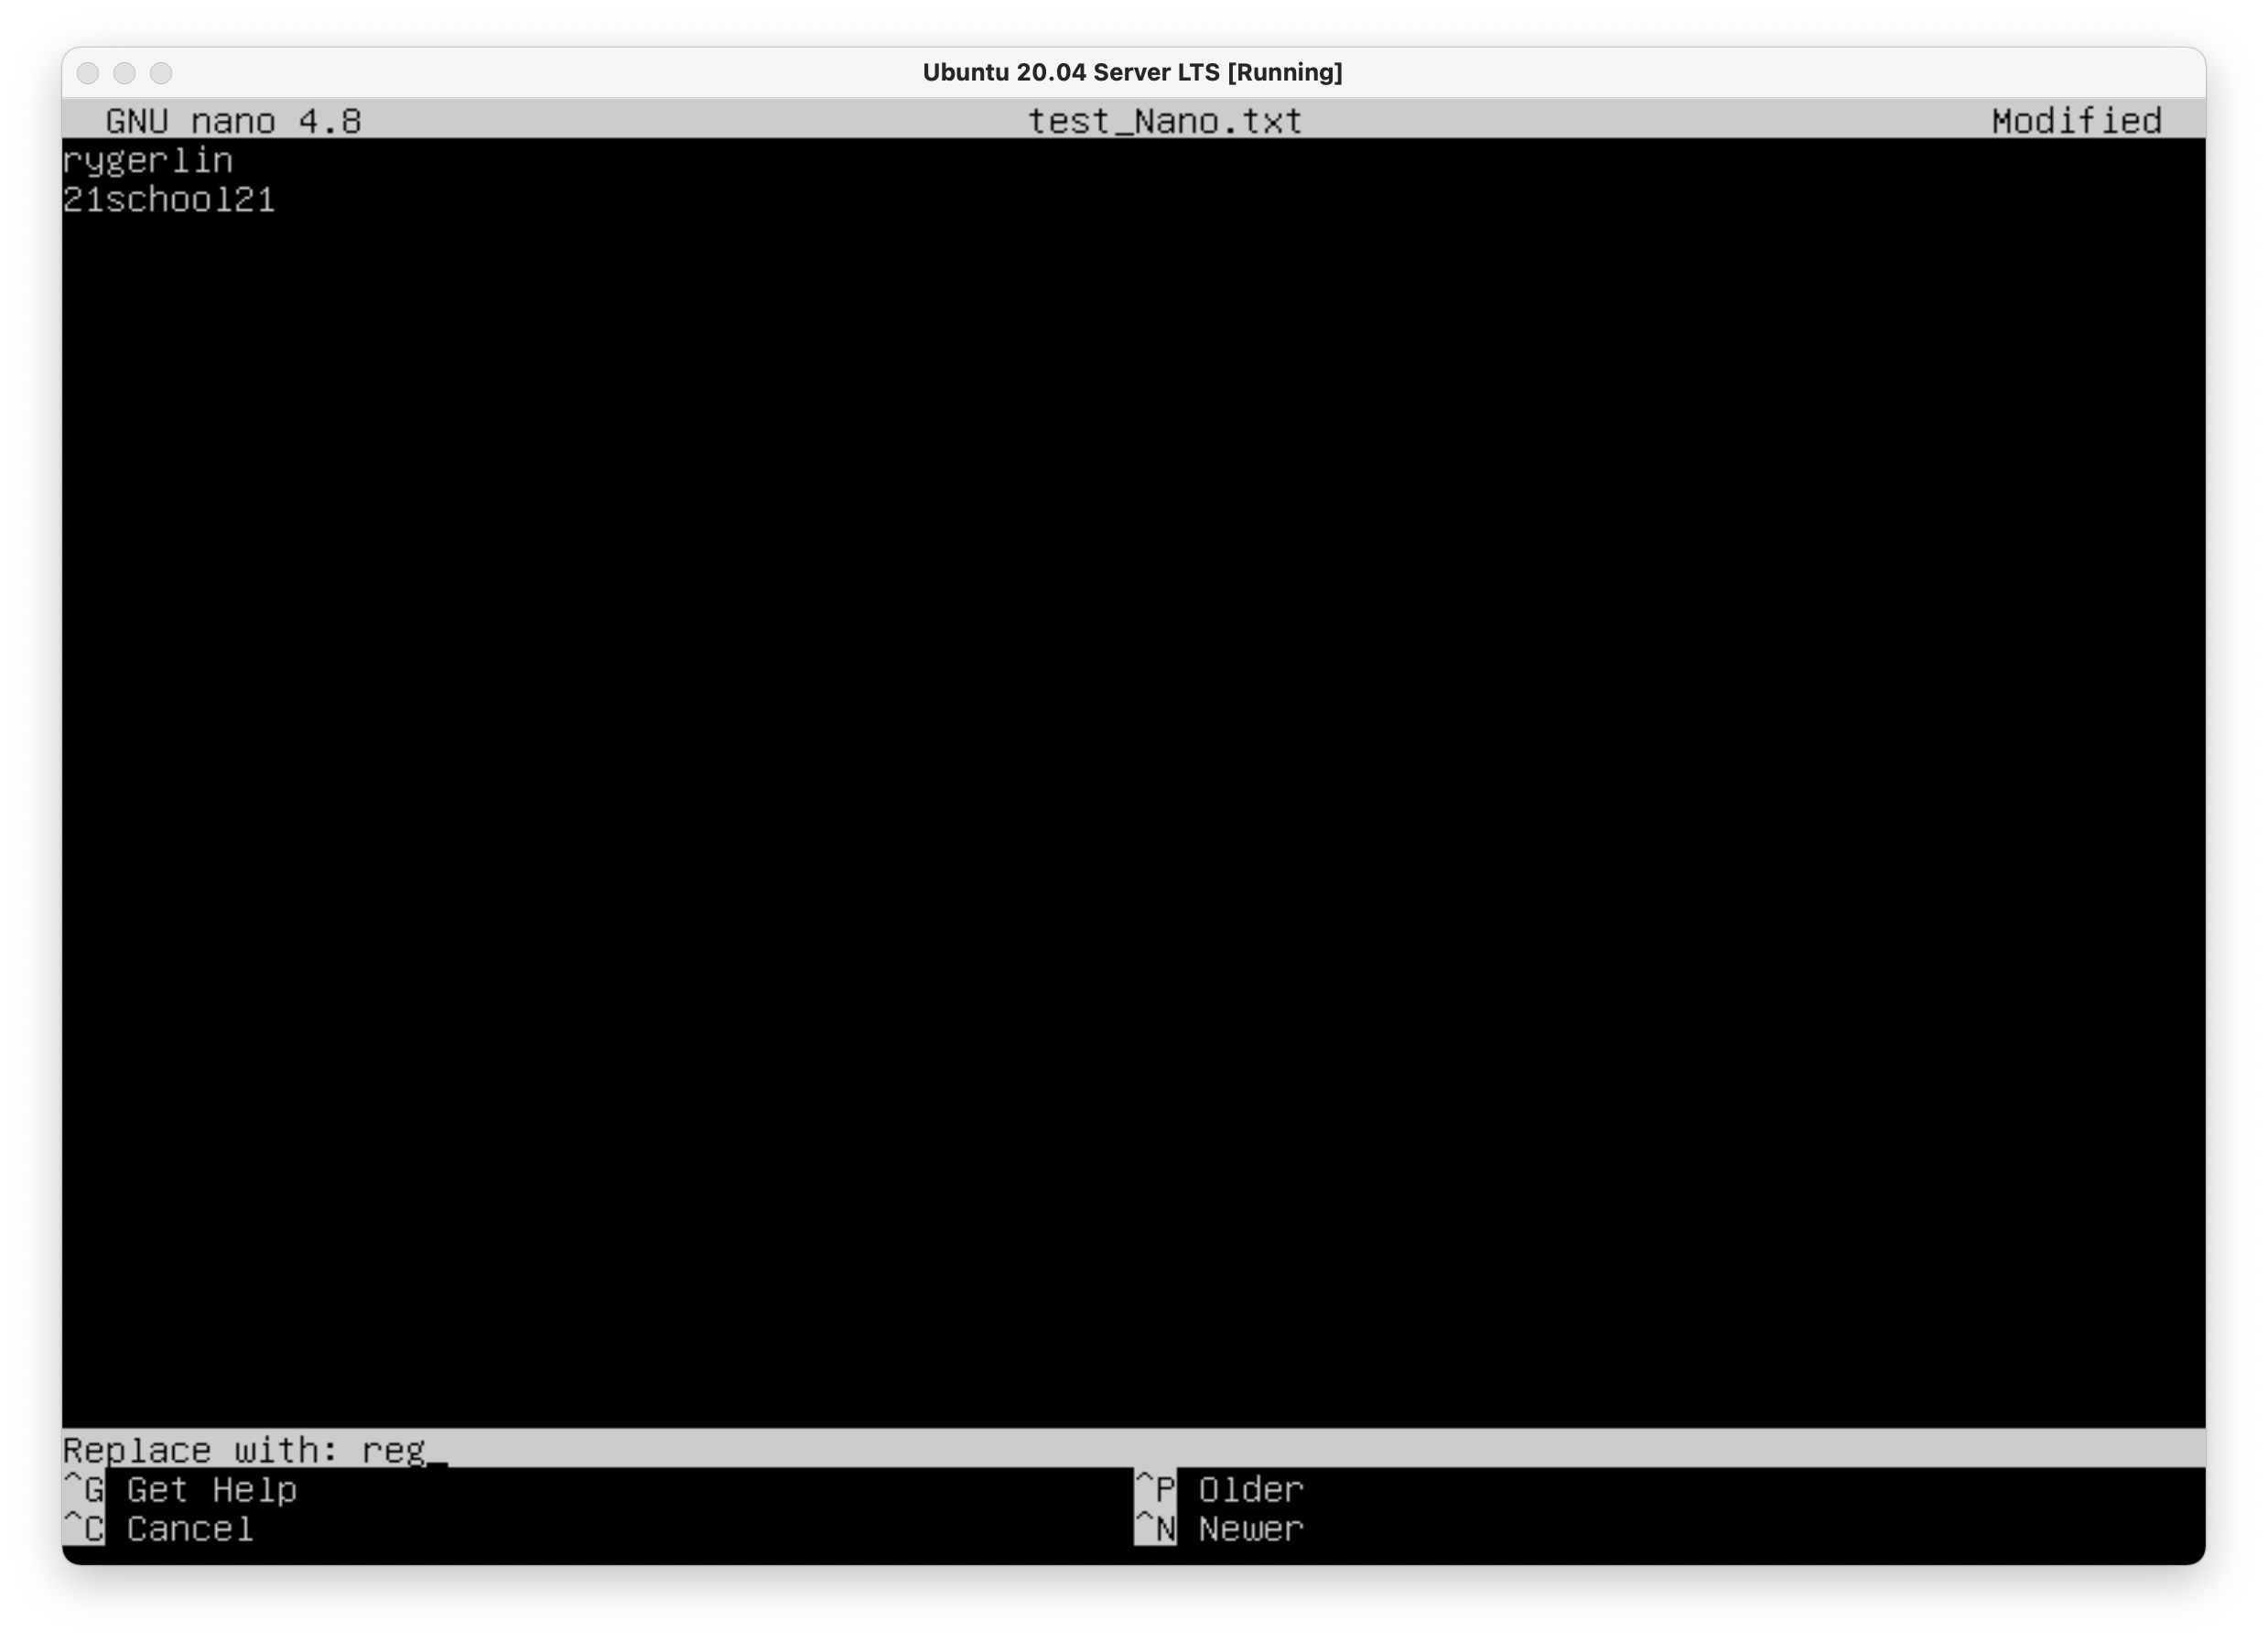 Ubuntu 20.04 Server LTS [Running]
GNU nano 4.8 test_Nano.txt Modified
rygerlin
21school21
Replace with: reg_
^G Get Help ^P Older
^C Cancel ^N Newer